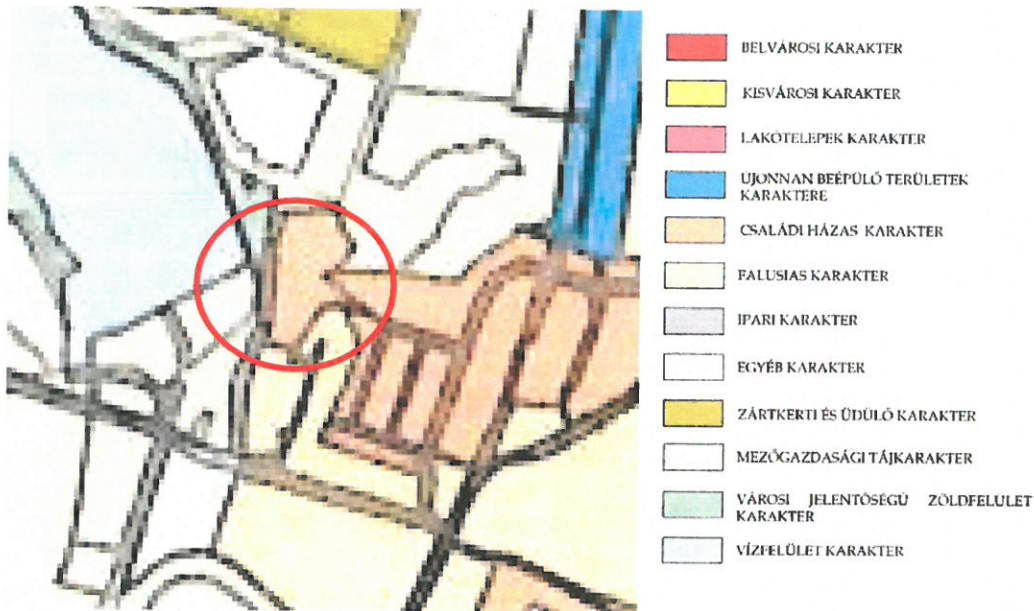 BELVÁROSI KARAKTER
KISVÁROSI KARAKTER
LAKÓTELEPEK KARAKTER
UJONNAN BEÉPÜLŐ TERÜLETEK
KARAKTERE
CSALÁDI HÁZAS KARAKTER
FALUSIAS KARAKTER
IPARI KARAKTER
EGYÉB KARAKTER
ZÁRTKERTI ÉS ÜDÜLŐ KARAKTER
MEZŐGAZDASÁGI TÁJKARAKTER
VÁROSI JELENTŐSÉGŰ ZÖLDFELÜLET
KARAKTER
VÍZFELÜLET KARAKTER